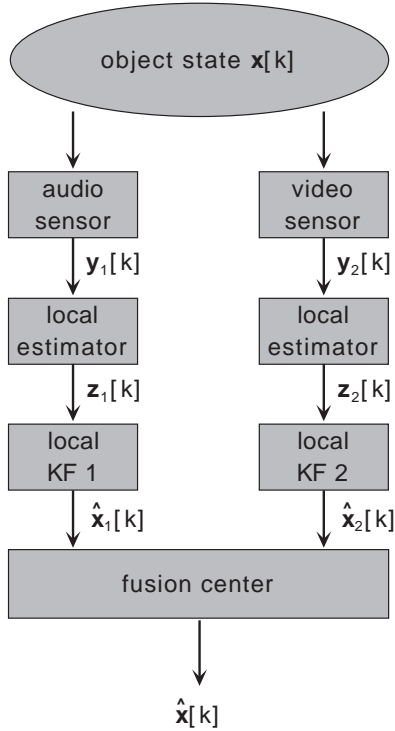 object state x[k]
audio sensor
video sensor
y₁[k]
y₂[k]
local estimator
local estimator
z₁[k]
z₂[k]
local KF 1
local KF 2
x̂₁[k]
x̂₂[k]
fusion center
x̂[k]